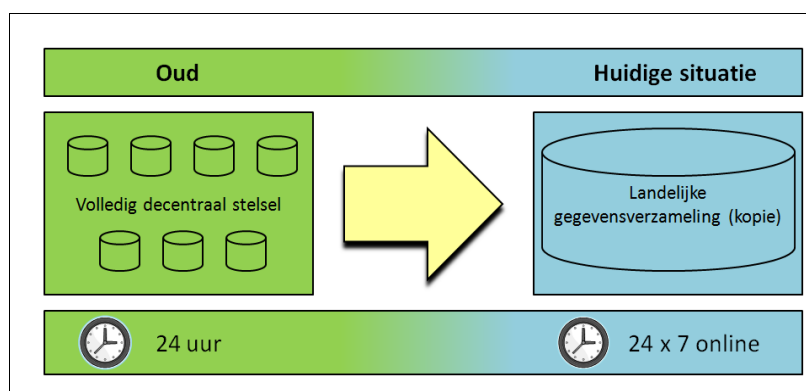 Oud
Huidige situatie
Volledig decentraal stelsel
Landelijke
gegevensverzameling (kopie)
24 uur
24 x 7 online